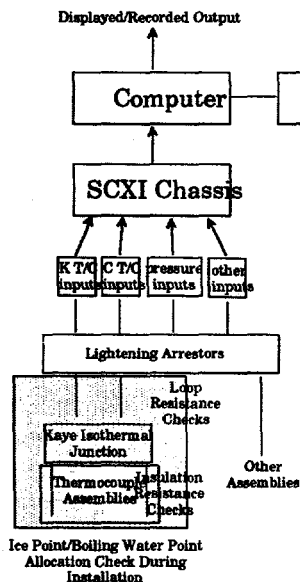 Displayed/Recorded Output
Computer
SCXI Chassis
K T/C inputs
C T/C inputs
pressure inputs
other inputs
Lightening Arrestors
Loop Resistance Checks
Kaye Isothermal Junction
Thermocouple Assemblies
Insulation Resistance Checks
Other Assemblies
Ice Point/Boiling Water Point
Allocation Check During
Installation